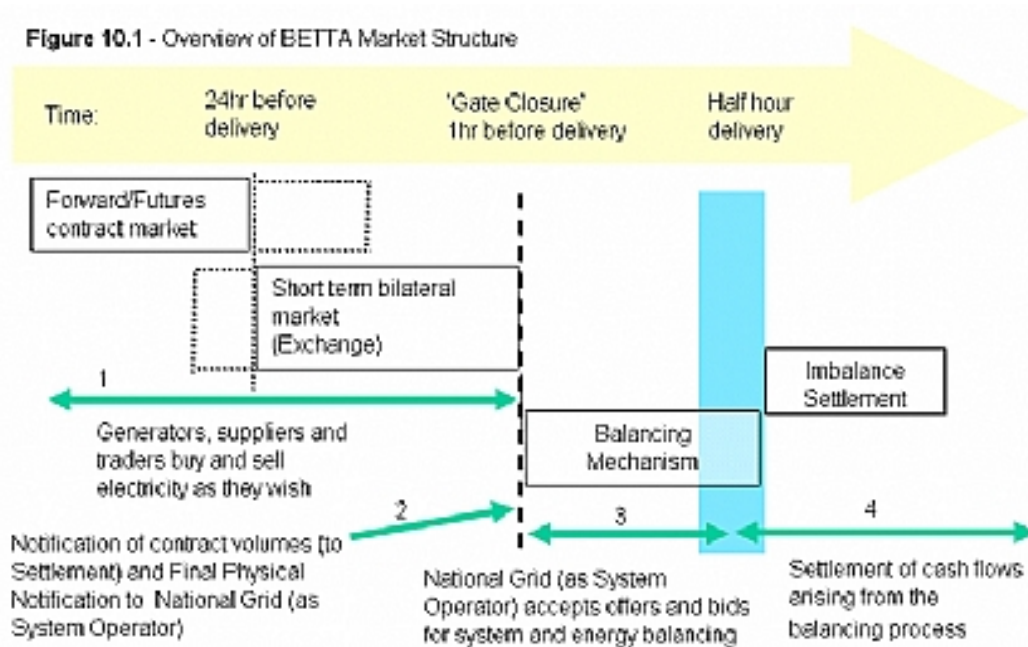 Figure 10.1 - Overview of BETTA Market Structure
Time:
24hr before
delivery
'Gate Closure'
1hr before delivery
Half hour
delivery
Forward/Futures
contract market
Short term bilateral
market
(Exchange)
1
Generators, suppliers and
traders buy and sell
electricity as they wish
Imbalance
Settlement
Balancing
Mechanism
2
3
4
Notification of contract volumes (to
Settlement) and Final Physical
Notification to National Grid (as
System Operator)
National Grid (as System
Operator) accepts offers and bids
for system and energy balancing
Settlement of cash flows
arising from the
balancing process